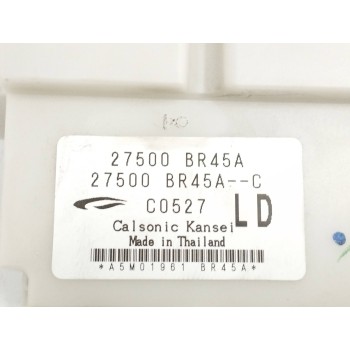 27500 BR45A
27500 BR45A--C
C0527 LD
Calsonic Kansei
Made in Thailand
*A5M01961 BR45A*